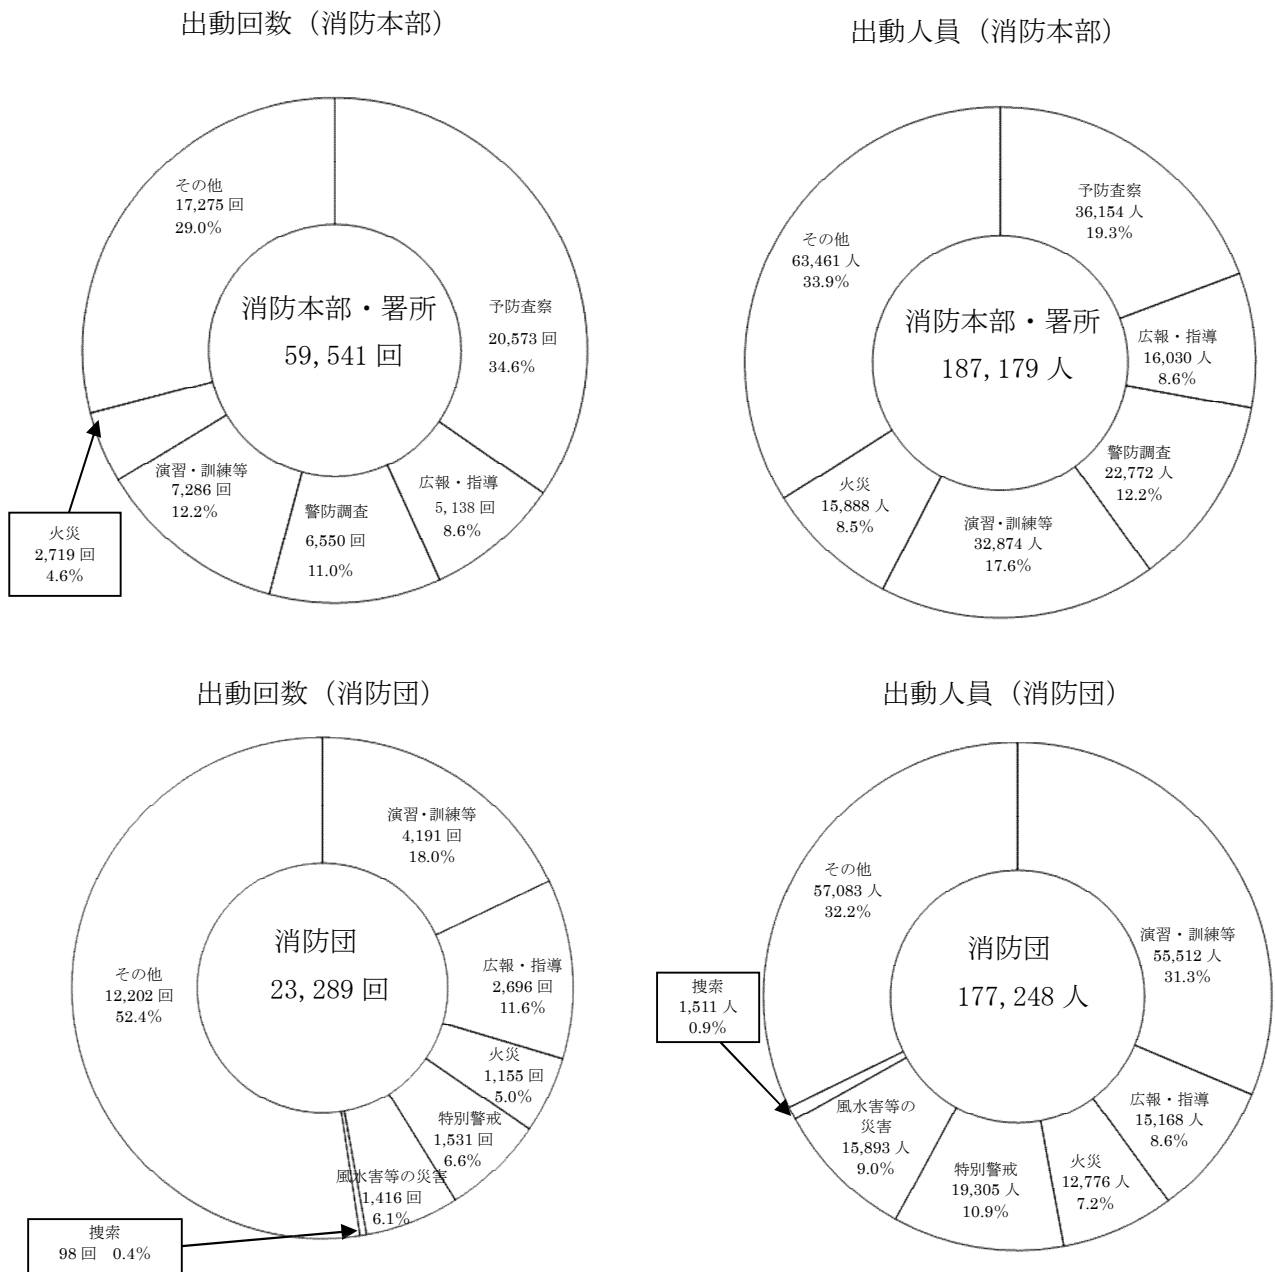 出動回数（消防本部）
その他
17,275 回
29.0%
予防査察
20,573 回
34.6%
消防本部・署所
59,541 回
広報・指導
5,138 回
8.6%
警防調査
6,550 回
11.0%
演習・訓練等
7,286 回
12.2%
火災
2,719 回
4.6%
出動人員（消防本部）
予防査察
36,154 人
19.3%
その他
63,461 人
33.9%
消防本部・署所
187,179 人
広報・指導
16,030 人
8.6%
警防調査
22,772 人
12.2%
演習・訓練等
32,874 人
17.6%
火災
15,888 人
8.5%
出動回数（消防団）
演習・訓練等
4,191 回
18.0%
消防団
23,289 回
広報・指導
2,696 回
11.6%
その他
12,202 回
52.4%
火災
1,155 回
5.0%
特別警戒
1,531 回
6.6%
風水害等の災害
1,416 回
6.1%
捜索
98 回　0.4%
出動人員（消防団）
その他
57,083 人
32.2%
演習・訓練等
55,512 人
31.3%
消防団
177,248 人
捜索
1,511 人
0.9%
広報・指導
15,168 人
8.6%
火災
12,776 人
7.2%
特別警戒
19,305 人
10.9%
風水害等の
災害
15,893 人
9.0%